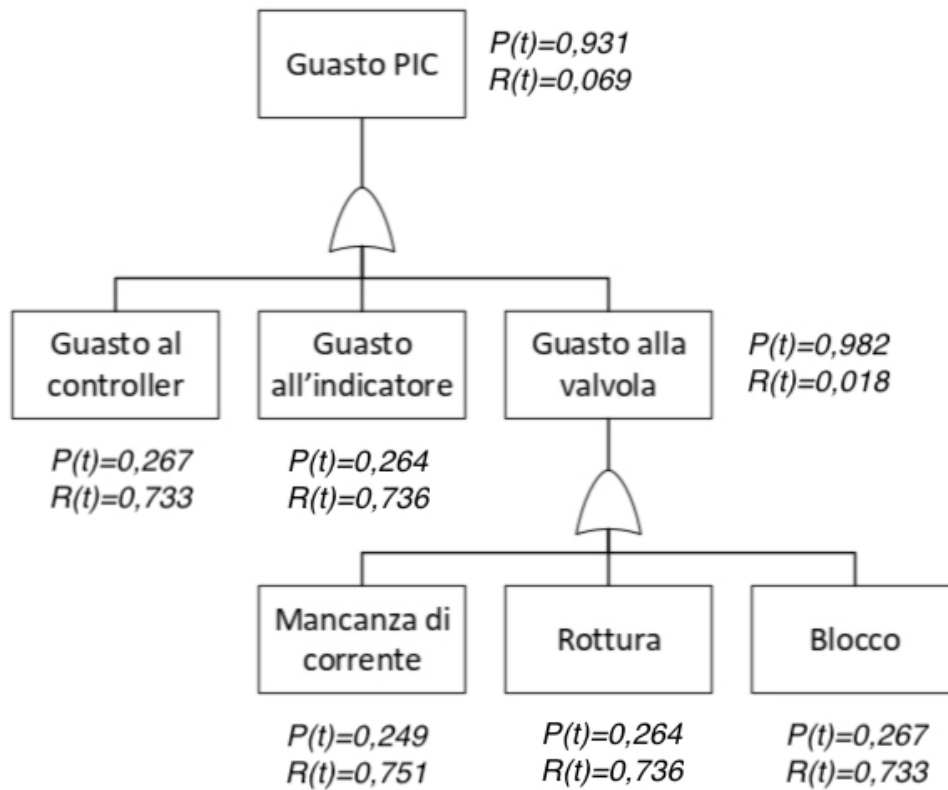 Guasto PIC
P(t)=0,931
R(t)=0,069
Guasto al
controller
P(t)=0,267
R(t)=0,733
Guasto
all'indicatore
P(t)=0,264
R(t)=0,736
Guasto alla
valvola
P(t)=0,982
R(t)=0,018
Mancanza di
corrente
P(t)=0,249
R(t)=0,751
Rottura
P(t)=0,264
R(t)=0,736
Blocco
P(t)=0,267
R(t)=0,733